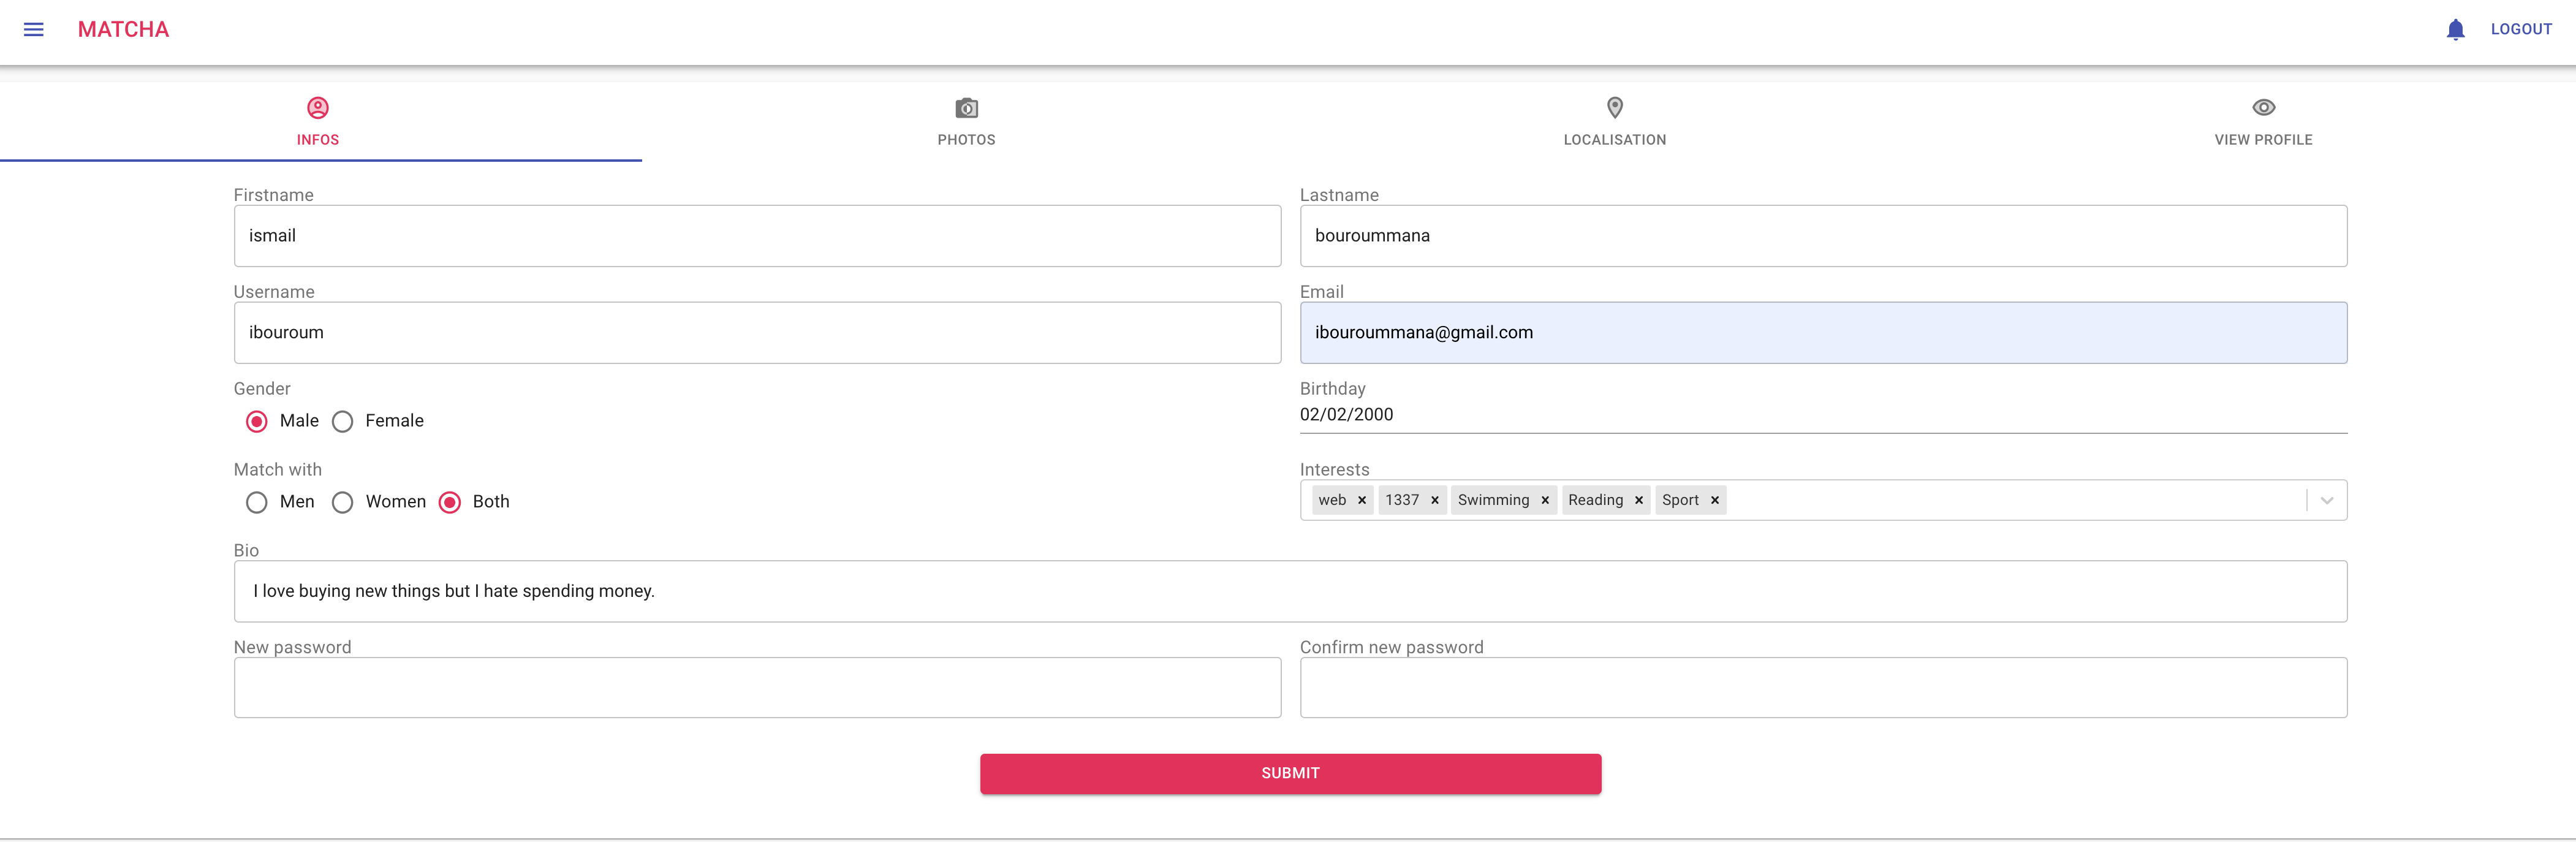 MATCHA LOGOUT
INFOS PHOTOS LOCALISATION VIEW PROFILE
Firstname Lastname
ismail bouroummana
Username Email
ibouroum ibouroummana@gmail.com
Gender Birthday
Male Female 02/02/2000
Match with Interests
Men Women Both web 1337 Swimming Reading Sport
Bio
I love buying new things but I hate spending money.
New password Confirm new password
SUBMIT